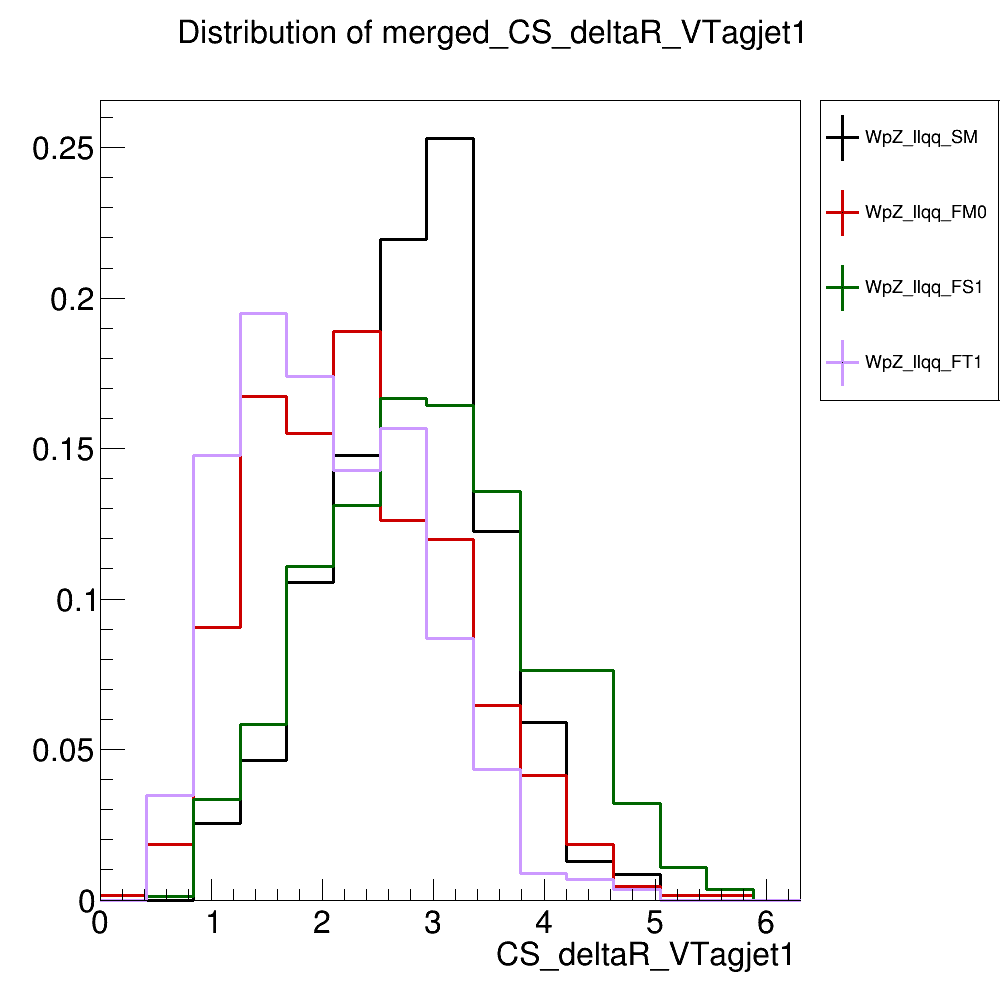 Distribution of merged_CS_deltaR_VTagjet1
0.25
0.2
0.15
0.1
0.05
0
0 1 2 3 4 5 6
CS_deltaR_VTagjet1
WpZ_llqq_SM
WpZ_llqq_FM0
WpZ_llqq_FS1
WpZ_llqq_FT1